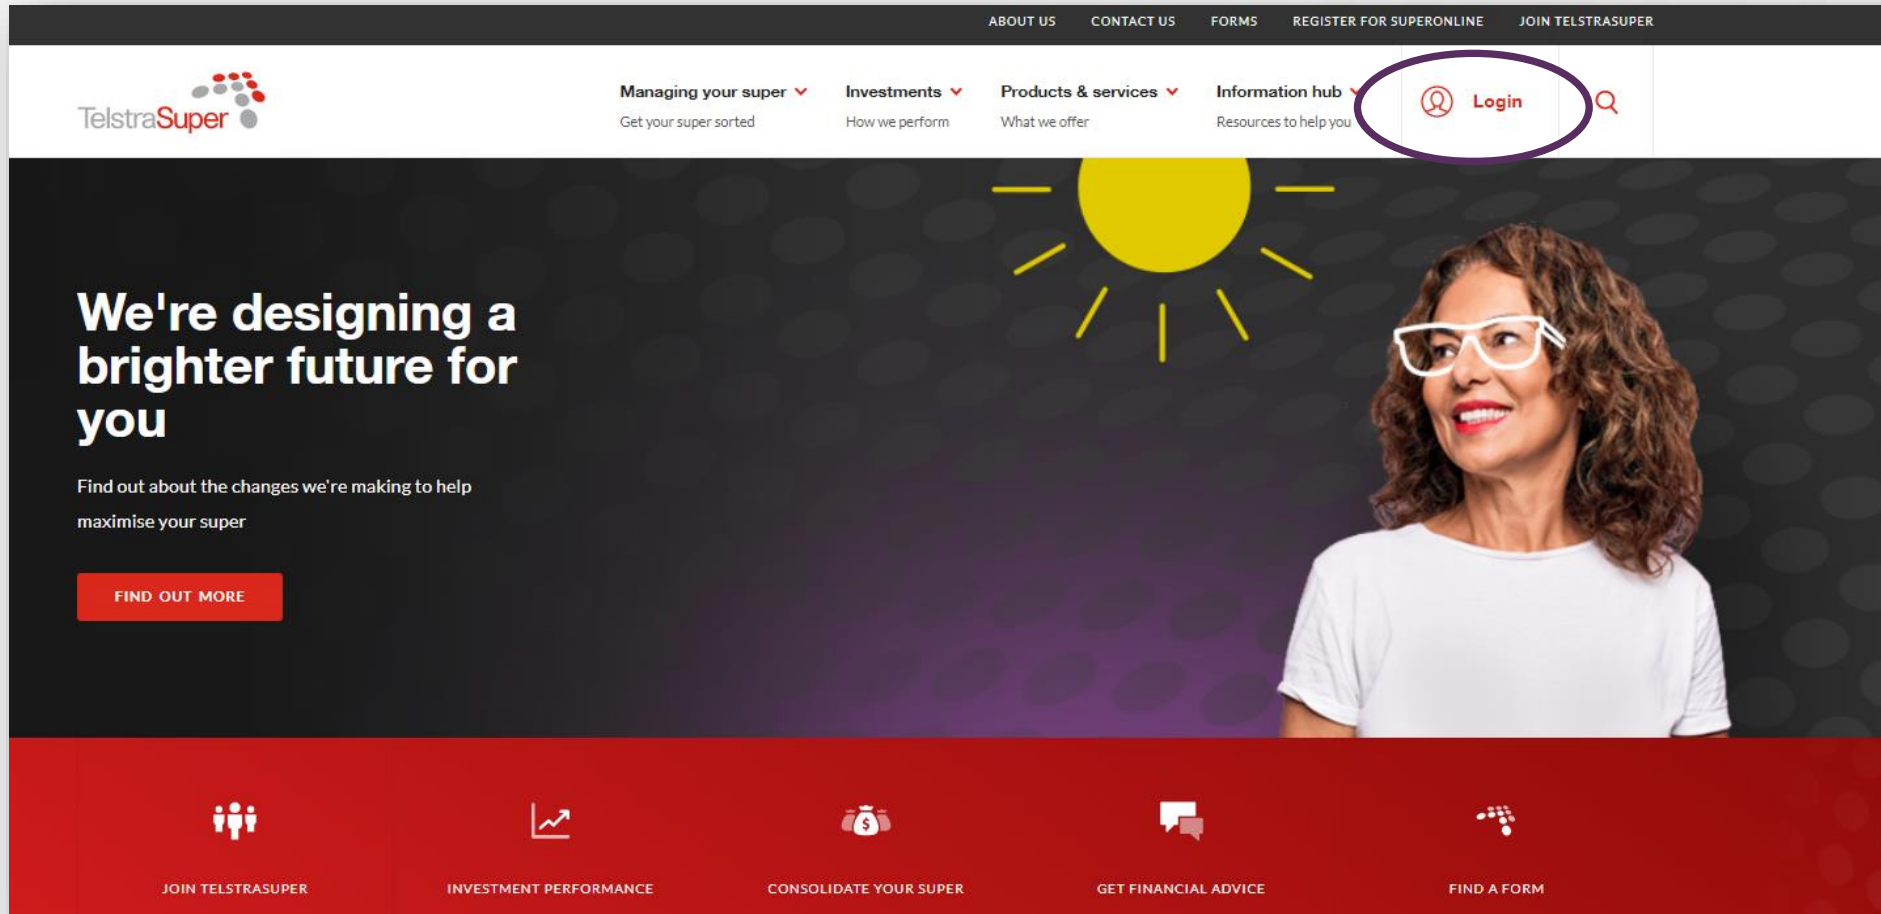 ABOUT US CONTACT US FORMS REGISTER FOR SUPERONLINE JOIN TELSTRASUPER
TelstraSuper
Managing your super Investments Products & services Information hub Login
Get your super sorted How we perform What we offer Resources to help you
We're designing a
brighter future for
you
Find out about the changes we're making to help
maximise your super
FIND OUT MORE
$
JOIN TELSTRASUPER INVESTMENT PERFORMANCE CONSOLIDATE YOUR SUPER GET FINANCIAL ADVICE FIND A FORM